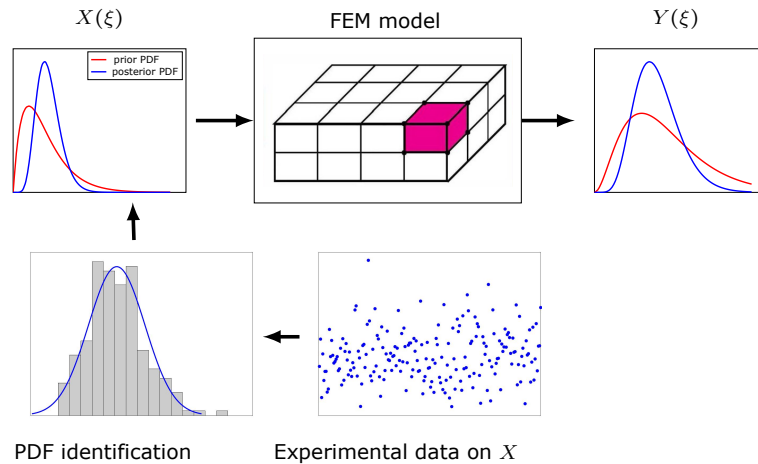 X(ξ)
FEM model
Y(ξ)
prior PDF
posterior PDF
PDF identification
Experimental data on X